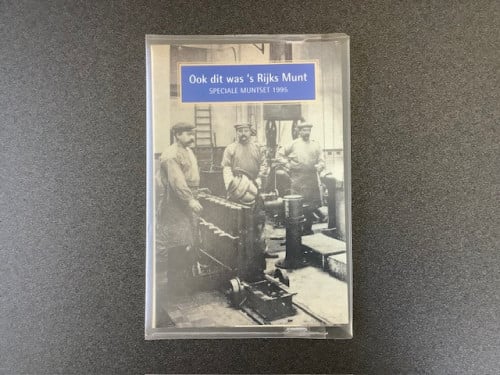 Ook dit was 's Rijks Munt
SPECIALE MUNTSET 1995